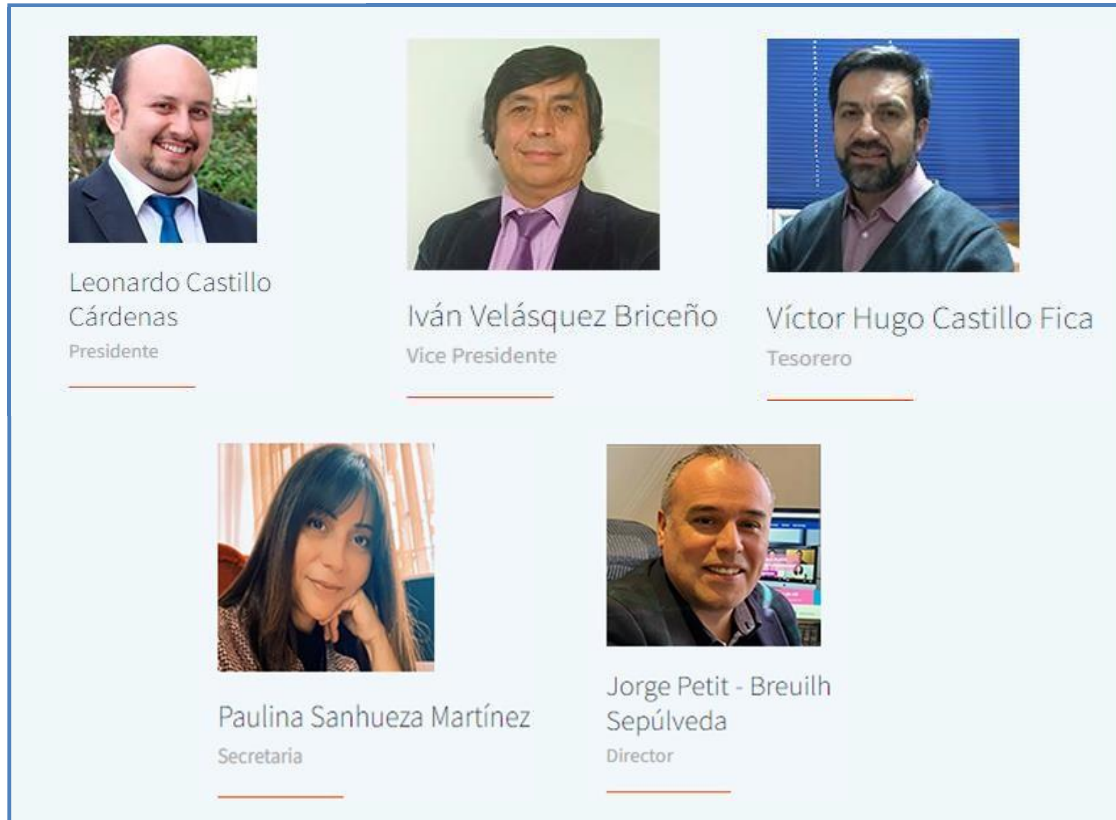 Leonardo Castillo
Cárdenas
Presidente
Iván Velásquez Briceño
Vice Presidente
Víctor Hugo Castillo Fica
Tesorero
Paulina Sanhueza Martínez
Secretaria
Jorge Petit - Breuilh
Sepúlveda
Director